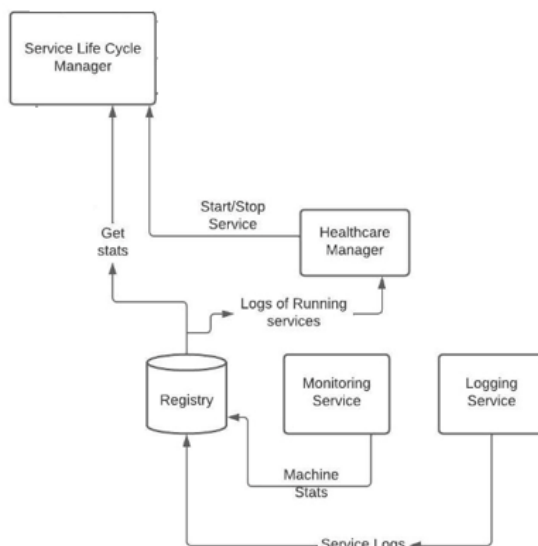 Service Life Cycle
Manager
Start/Stop
Service
Healthcare
Manager
Get
stats
Logs of Running
services
Registry
Monitoring
Service
Logging
Service
Machine
Stats
Service Logs